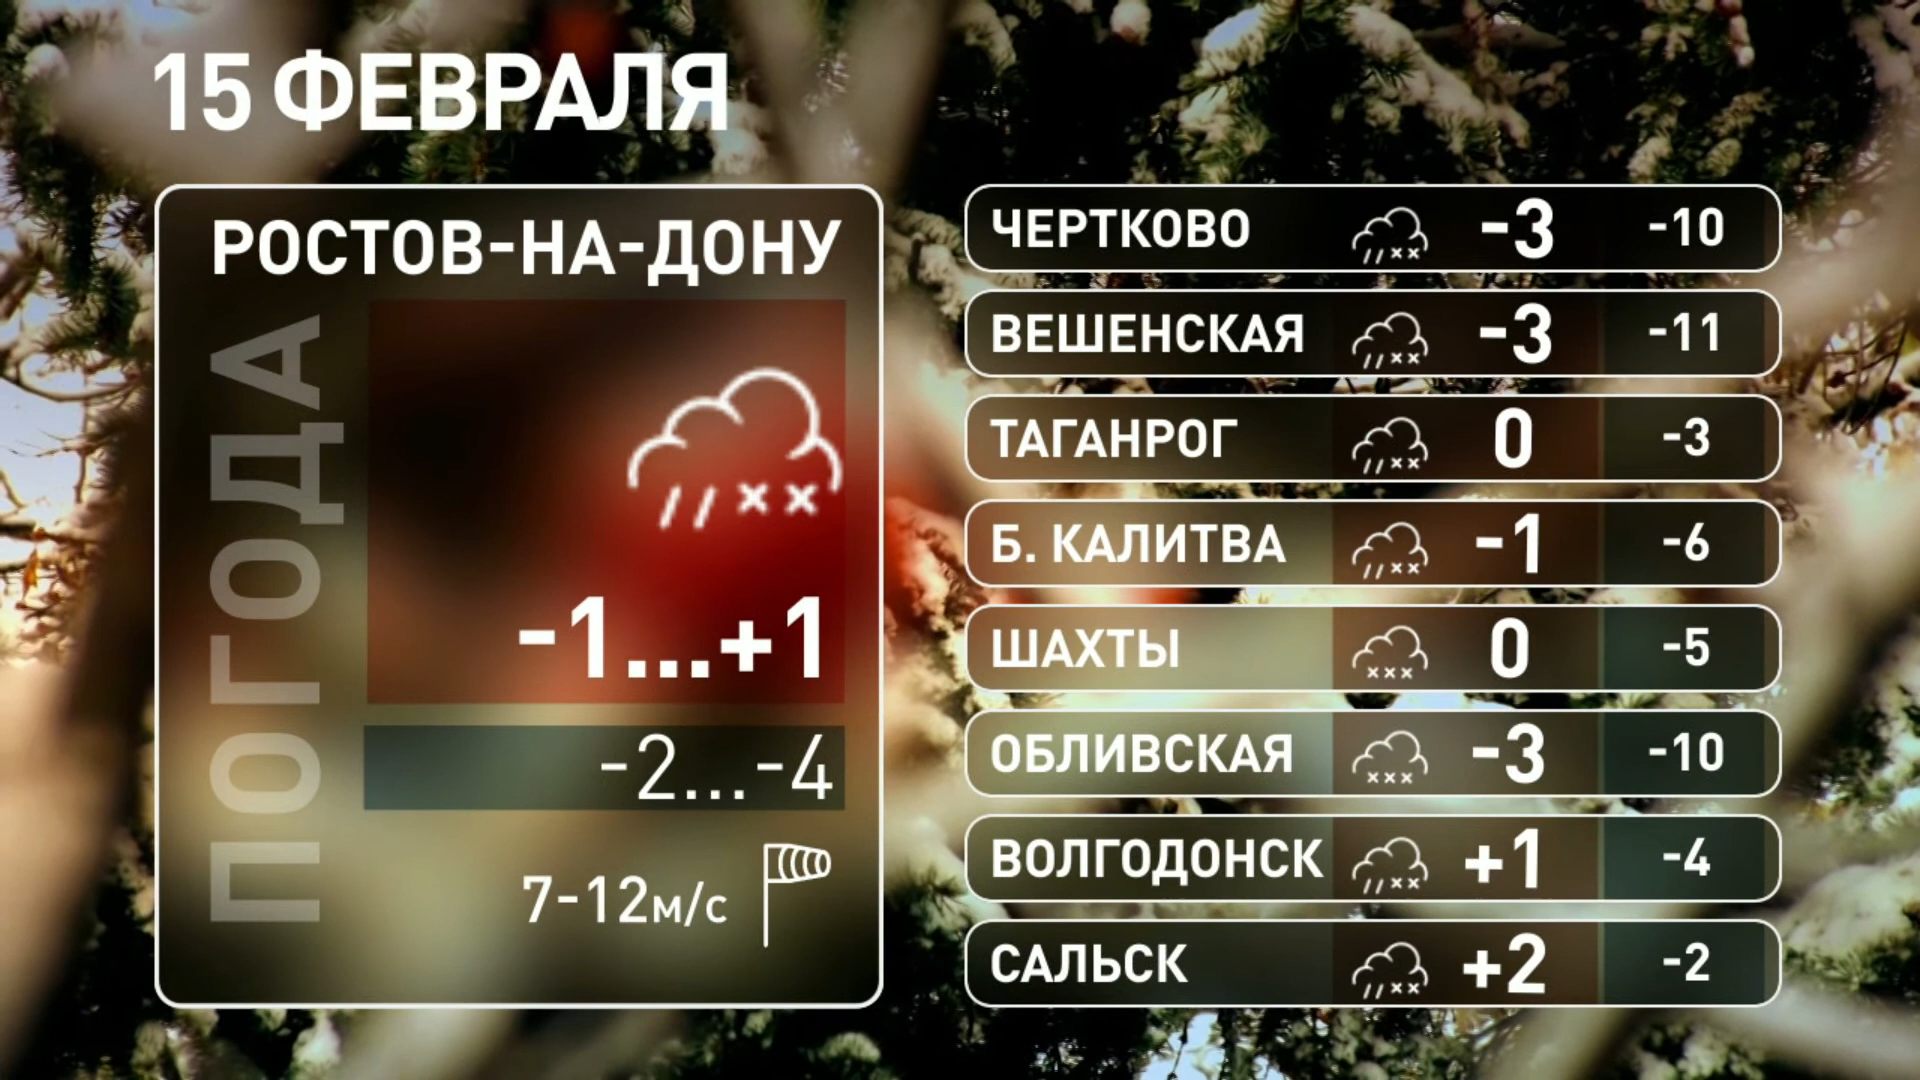 15 ФЕВРАЛЯ
РОСТОВ-НА-ДОНУ
ПОГОДА
-1...+1
-2...-4
7-12м/с
ЧЕРТКОВО -3 -10
ВЕШЕНСКАЯ -3 -11
ТАГАНРОГ 0 -3
Б. КАЛИТВА -1 -6
ШАХТЫ 0 -5
ОБЛИВСКАЯ -3 -10
ВОЛГОДОНСК +1 -4
САЛЬСК +2 -2